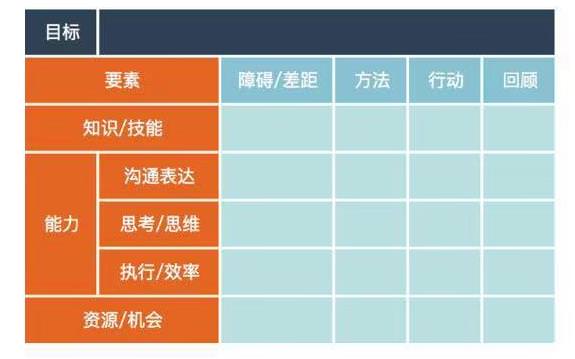 目标
要素 障碍/差距 方法 行动 回顾
知识/技能
沟通表达
能力 思考/思维
执行/效率
资源/机会